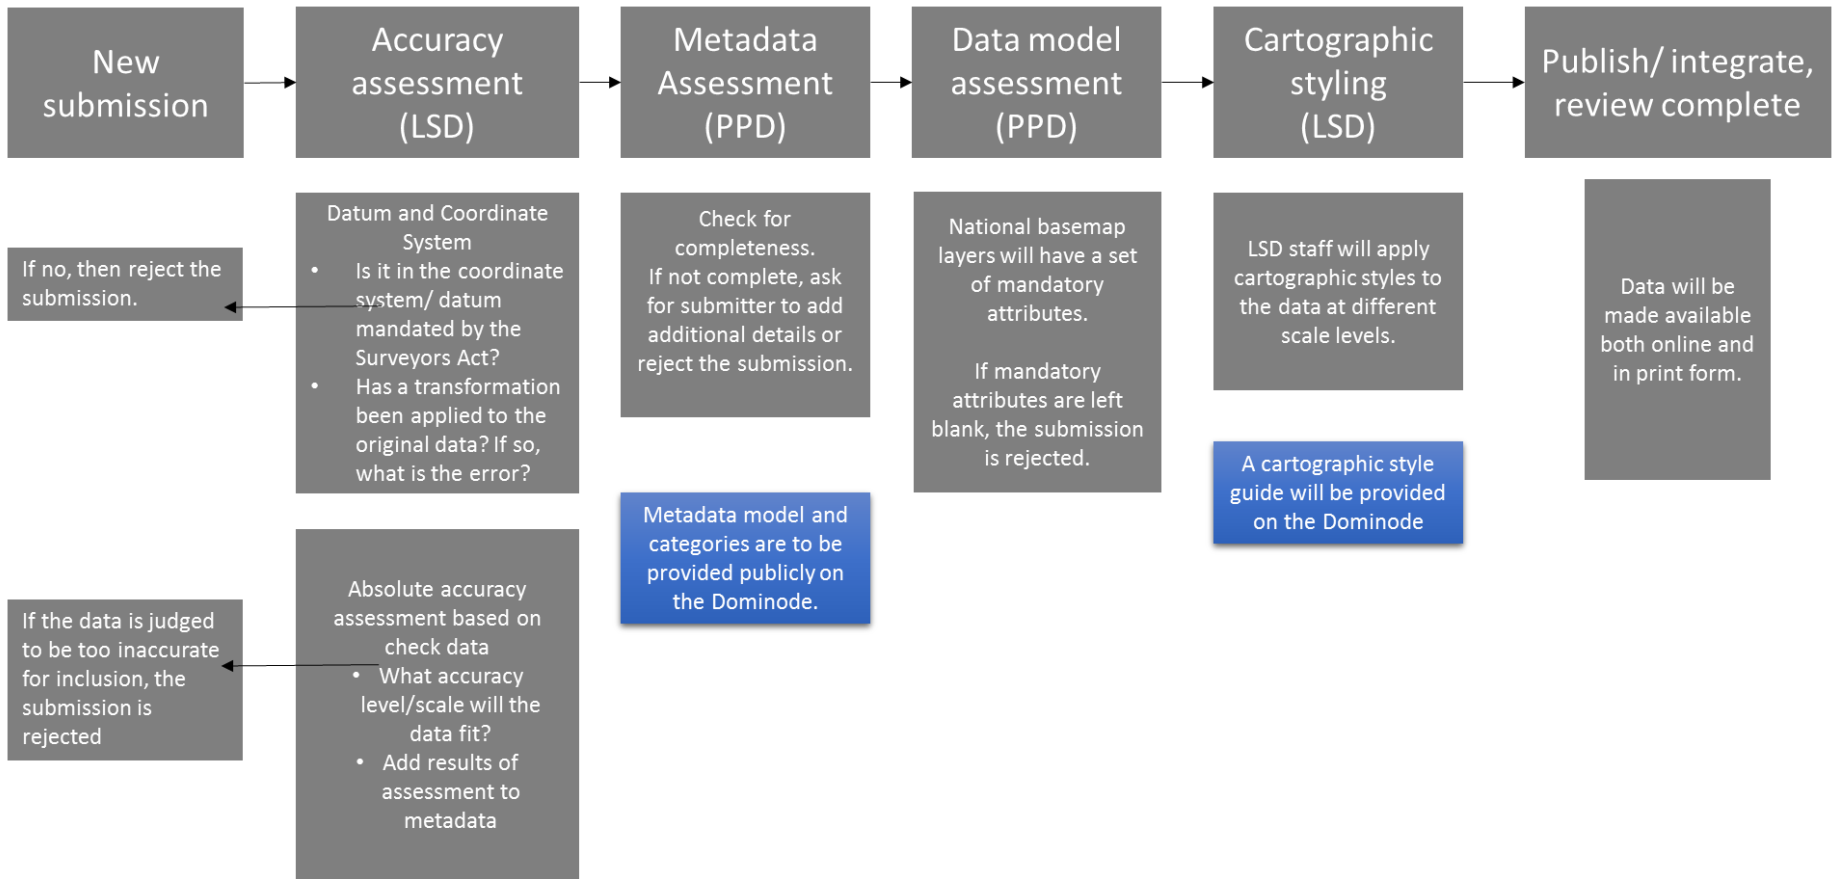 New
submission
Accuracy
assessment
(LSD)
Metadata
Assessment
(PPD)
Data model
assessment
(PPD)
Cartographic
styling
(LSD)
Publish/ integrate,
review complete
If no, then reject the
submission.
Datum and Coordinate
System
• Is it in the coordinate
system/ datum
mandated by the
Surveyors Act?
• Has a transformation
been applied to the
original data? If so,
what is the error?
Check for
completeness.
If not complete, ask
for submitter to add
additional details or
reject the submission.
National basemap
layers will have a set
of mandatory
attributes.
If mandatory
attributes are left
blank, the submission
is rejected.
LSD staff will apply
cartographic styles to
the data at different
scale levels.
Data will be
made available
both online and
in print form.
Metadata model and
categories are to be
provided publicly on
the Dominode.
A cartographic style
guide will be provided
on the Dominode
If the data is judged
to be too inaccurate
for inclusion, the
submission is
rejected
Absolute accuracy
assessment based on
check data
• What accuracy
level/scale will the
data fit?
• Add results of
assessment to
metadata